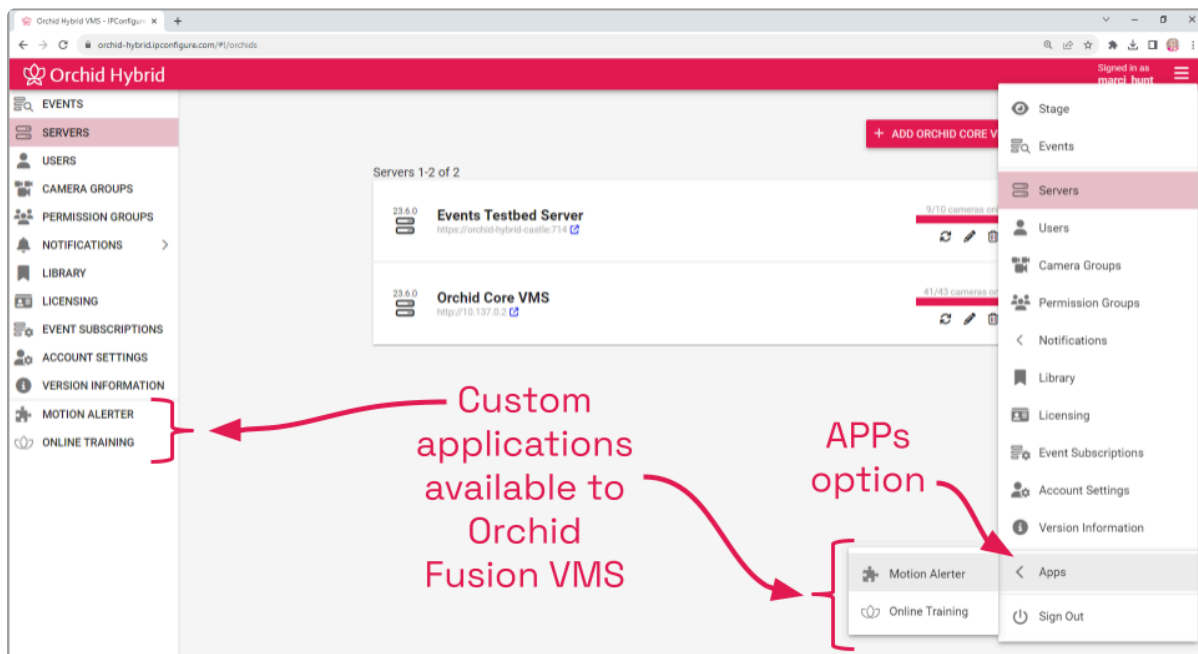 Orchid Hybrid VMS - IPConfigure
orchid-hybrid.ipconfigure.com/#!/orchids
Orchid Hybrid
Signed in as
marci_hunt
EVENTS
SERVERS
USERS
CAMERA GROUPS
PERMISSION GROUPS
NOTIFICATIONS
LIBRARY
LICENSING
EVENT SUBSCRIPTIONS
ACCOUNT SETTINGS
VERSION INFORMATION
MOTION ALERTER
ONLINE TRAINING
+ ADD ORCHID CORE V
Servers 1-2 of 2
23.6.0
Events Testbed Server
https://orchid-hybrid-castle:714
9/10 cameras on
23.6.0
Orchid Core VMS
http://10.137.0.2
41/43 cameras on
Custom
applications
available to
Orchid
Fusion VMS
APPs
option
Stage
Events
Servers
Users
Camera Groups
Permission Groups
Notifications
Library
Licensing
Event Subscriptions
Account Settings
Version Information
Apps
Sign Out
Motion Alerter
Online Training